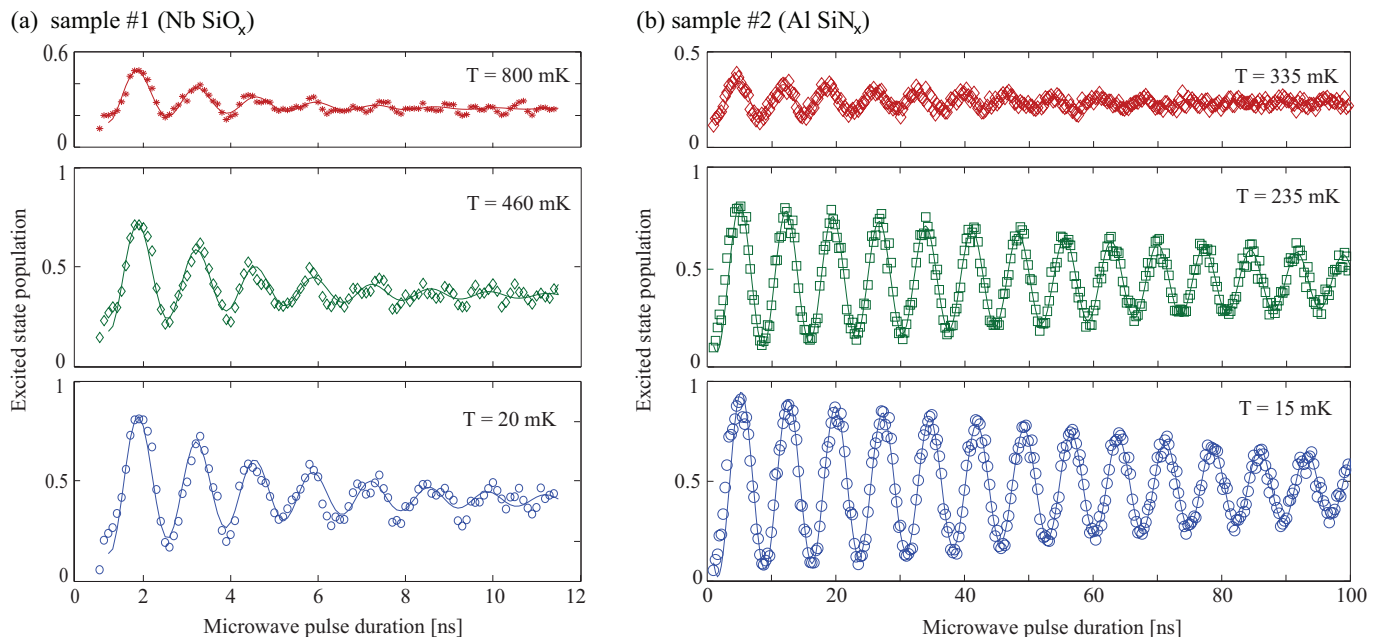 (a) sample #1 (Nb SiOx)
0.6
0
T = 800 mK
1
0.5
0
T = 460 mK
1
0.5
0
T = 20 mK
Excited state population
2 4 6 8 6 12
Microwave pulse duration [ns]
(b) sample #2 (Al SiNx)
0.5
0
T = 335 mK
1
0.5
0
T = 235 mK
1
0.5
0
T = 15 mK
Excited state population
0 20 40 60 80 100
Microwave pulse duration [ns]